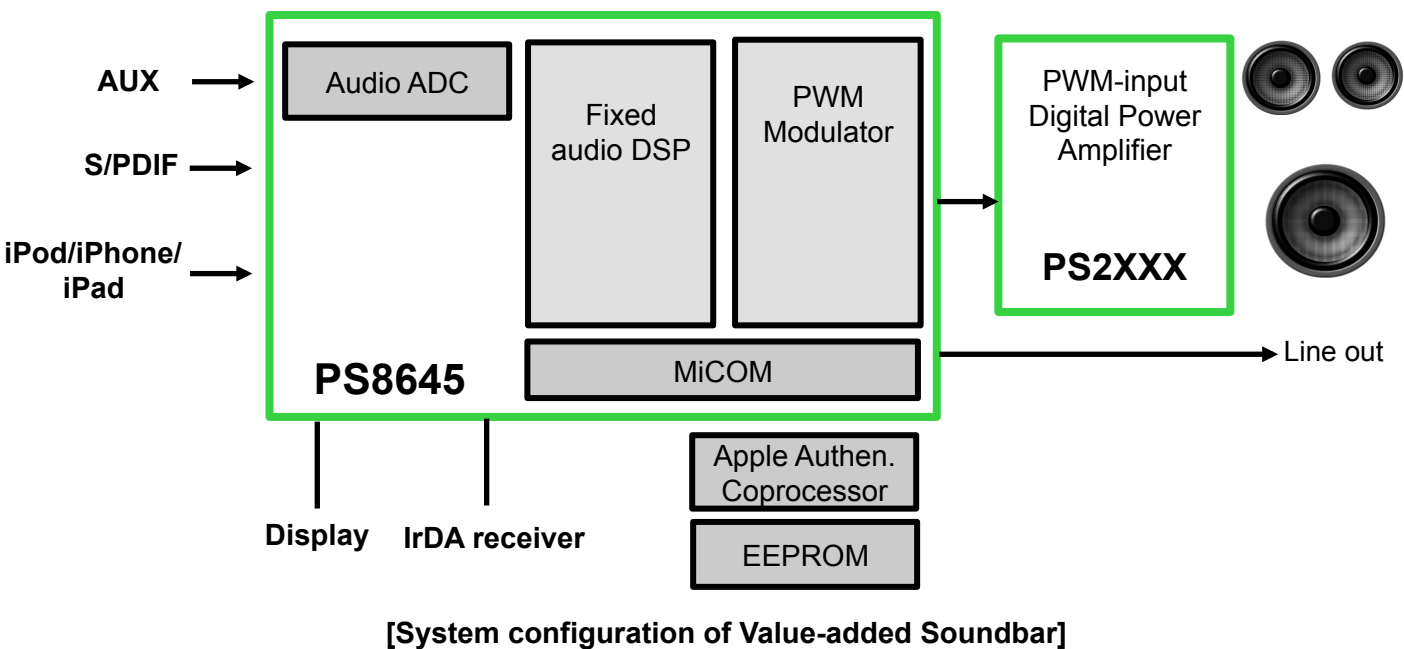 AUX
S/PDIF
iPod/iPhone/
iPad
Audio ADC
Fixed
audio DSP
PWM
Modulator
PS8645
MiCOM
PWM-input
Digital Power
Amplifier
PS2XXX
Line out
Display
IrDA receiver
Apple Authen.
Coprocessor
EEPROM
[System configuration of Value-added Soundbar]